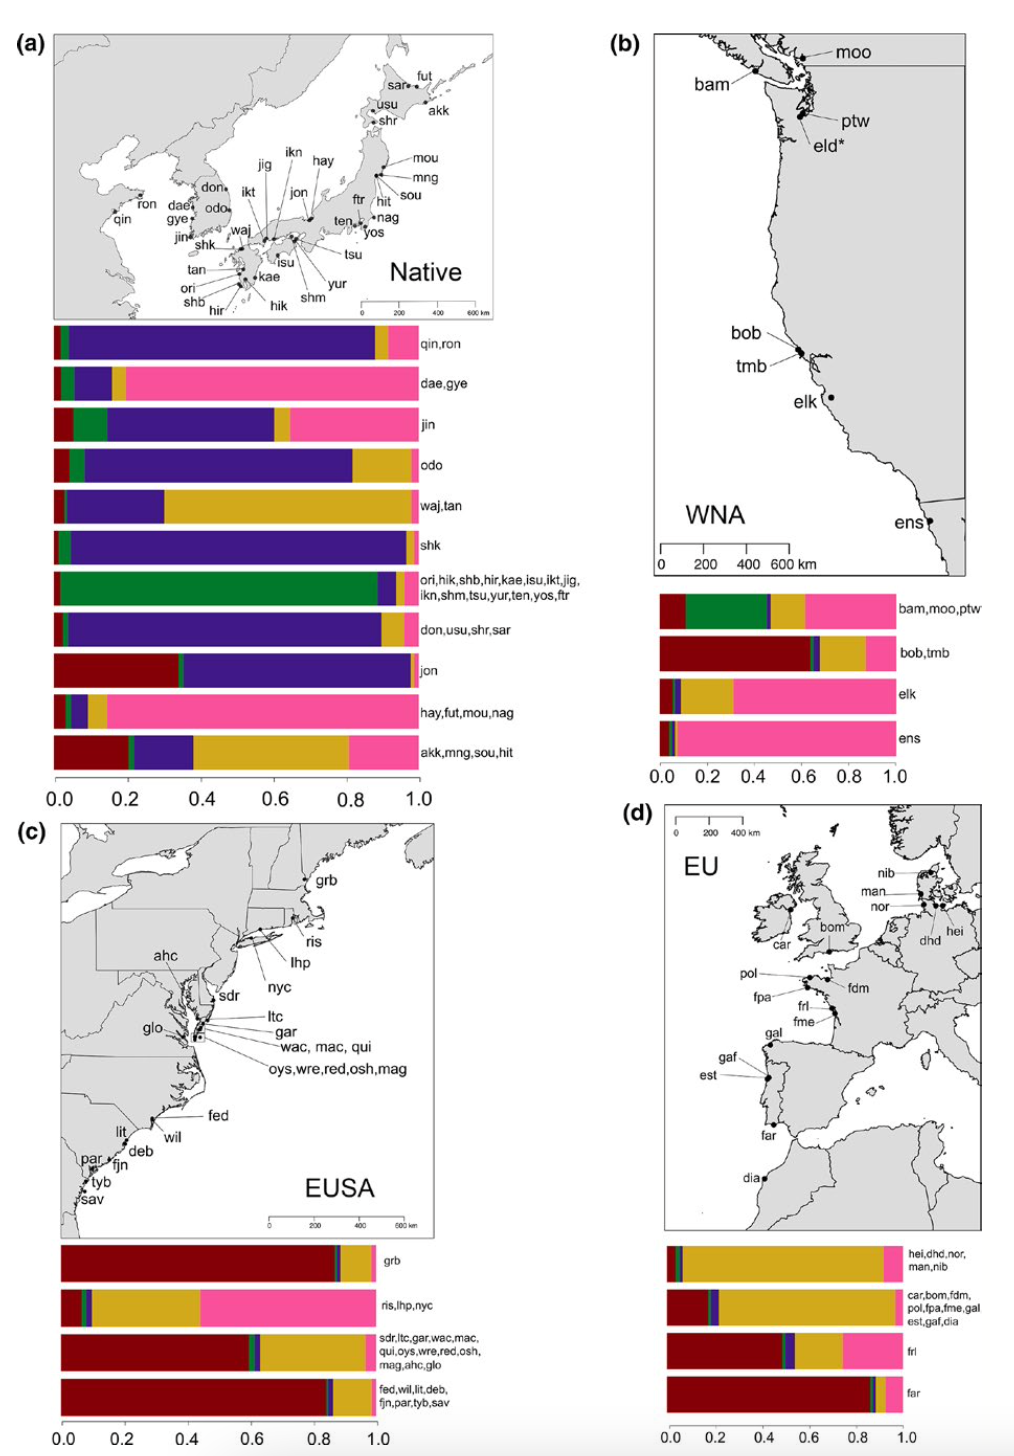 (a)
fut
sar
usu
akk
shr
ikn
jig
hay
mou
mng
ikt
jon
sou
don
ftr
hit
ron
dae
odo
nag
qin
gye
ten
yos
waj
jin
shk
tsu
isu
tan
kae
Native
ori
yur
shb
shm
hik
hir
0 200 400 600 km
qin,ron
dae,gye
jin
odo
waj,tan
shk
ori,hik,shb,hir,kae,isu,ikt,jig,
ikn,shm,tsu,yur,ten,yos,ftr
don,usu,shr,sar
jon
hay,fut,mou,nag
akk,mng,sou,hit
0.0 0.2 0.4 0.6 0.8 1.0
(b)
moo
bam
ptw
eld*
bob
tmb
elk
WNA
ens
0 200 400 600 km
bam,moo,ptw
bob,tmb
elk
ens
0.0 0.2 0.4 0.6 0.8 1.0
(c)
grb
ris
ahc
lhp
nyc
sdr
ltc
glo
gar
wac, mac, qui
oys,wre,red,osh,mag
fed
lit
wil
deb
par
fjn
tyb
EUSA
sav
0 200 400 600 km
grb
ris,lhp,nyc
sdr,ltc,gar,wac,mac,
qui,oys,wre,red,osh,
mag,ahc,glo
fed,wil,lit,deb,
fjn,par,tyb,sav
0.0 0.2 0.4 0.6 0.8 1.0
(d)
0 200 400 km
EU
nib
man
nor
bom
hei
dhd
car
pol
fdm
fpa
frl
fme
gal
gaf
est
far
dia
hei,dhd,nor,
man,nib
car,bom,fdm,
pol,fpa,fme,gal
est,gaf,dia
frl
far
0.0 0.2 0.4 0.6 0.8 1.0